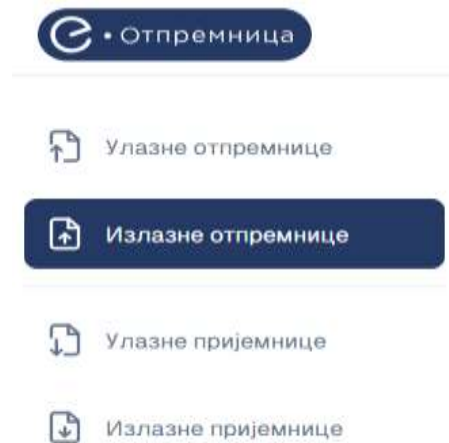 е • Отпремница
Улазне отпремнице
Излазне отпремнице
Улазне пријемнице
Излазне пријемнице